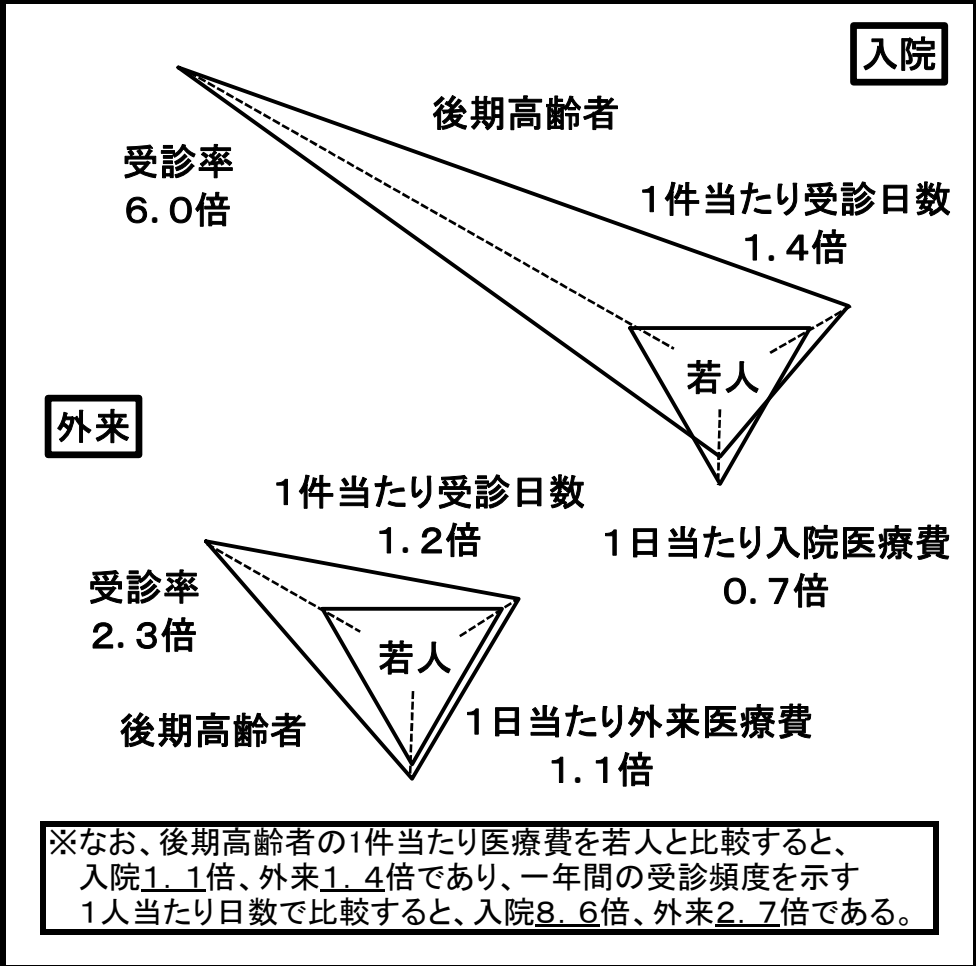 入院
後期高齢者
受診率
6.0倍
1件当たり受診日数
1.4倍
若人
1日当たり入院医療費
0.7倍
外来
1件当たり受診日数
1.2倍
受診率
2.3倍
若人
後期高齢者
1日当たり外来医療費
1.1倍
※なお、後期高齢者の1件当たり医療費を若人と比較すると、
入院1.1倍、外来1.4倍であり、一年間の受診頻度を示す
1人当たり日数で比較すると、入院8.6倍、外来2.7倍である。